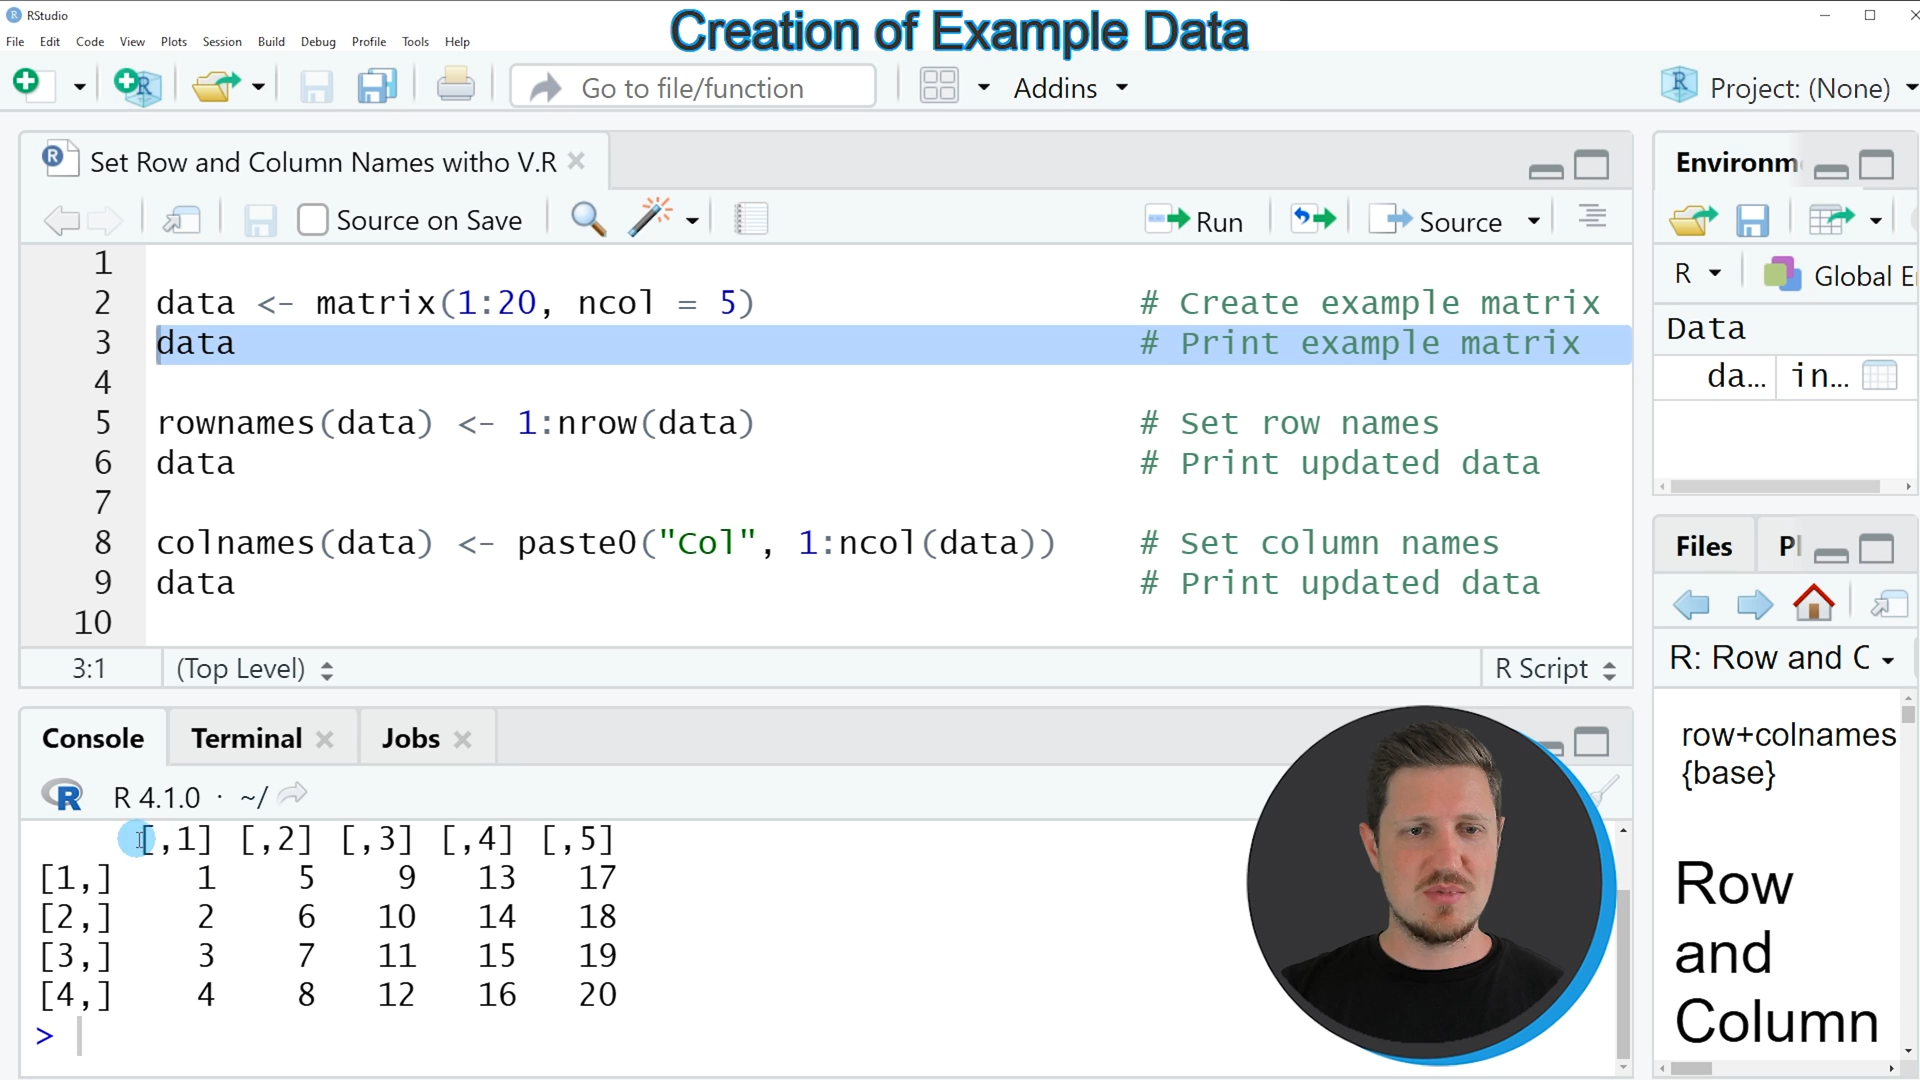 RStudio
Creation of Example Data
File Edit Code View Plots Session Build Debug Profile Tools Help
Go to file/function
Addins
Project: (None)
Set Row and Column Names witho V.R
Source on Save
Run
Source
1
2 data <- matrix(1:20, ncol = 5) # Create example matrix
3 data # Print example matrix
4
5 rownames(data) <- 1:nrow(data) # Set row names
6 data # Print updated data
7
8 colnames(data) <- paste0("Col", 1:ncol(data)) # Set column names
9 data # Print updated data
10
3:1 (Top Level) R Script
Console Terminal Jobs
R 4.1.0 · ~/
[,1] [,2] [,3] [,4] [,5]
[1,] 1 5 9 13 17
[2,] 2 6 10 14 18
[3,] 3 7 11 15 19
[4,] 4 8 12 16 20
>
Environm
R Global E
Data
da... in...
Files Pl
R: Row and C
row+colnames
{base}
Row
and
Column